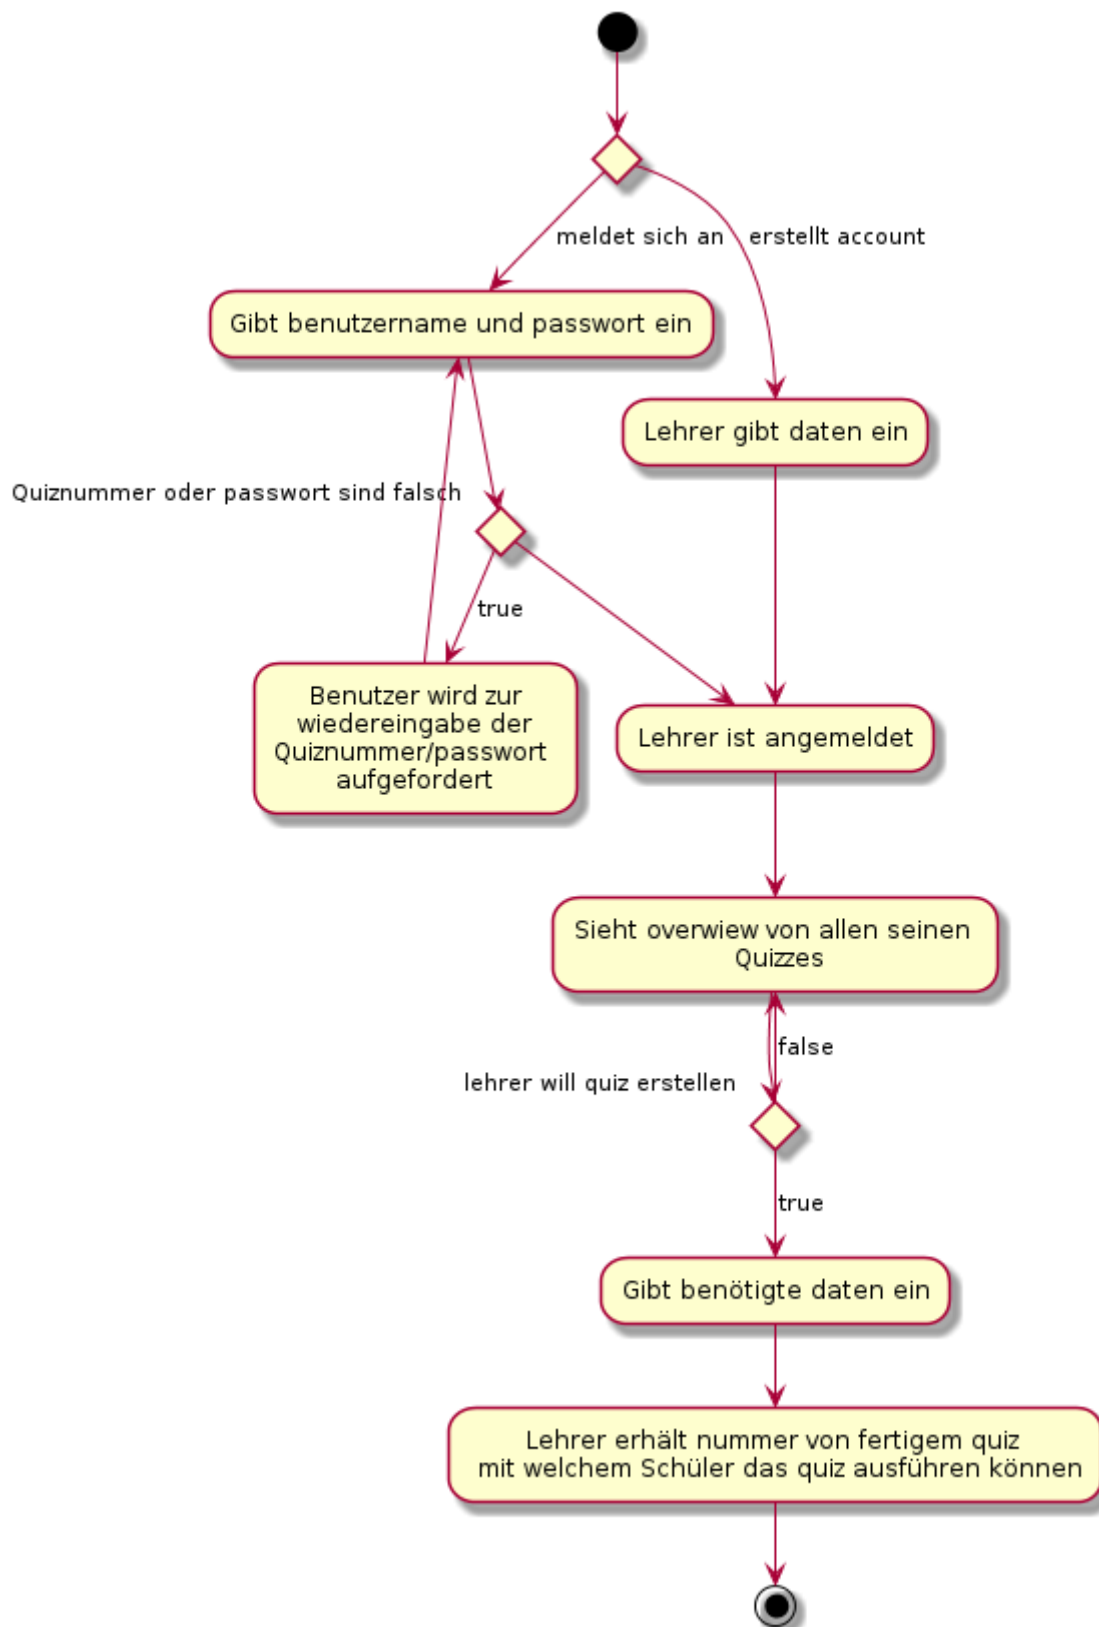 meldet sich an
erstellt account
Gibt benutzername und passwort ein
Lehrer gibt daten ein
Quiznummer oder passwort sind falsch
true
Benutzer wird zur
wiedereingabe der
Quiznummer/passwort
aufgefordert
Lehrer ist angemeldet
Sieht overwiew von allen seinen
Quizzes
false
lehrer will quiz erstellen
true
Gibt benötigte daten ein
Lehrer erhält nummer von fertigem quiz
mit welchem Schüler das quiz ausführen können